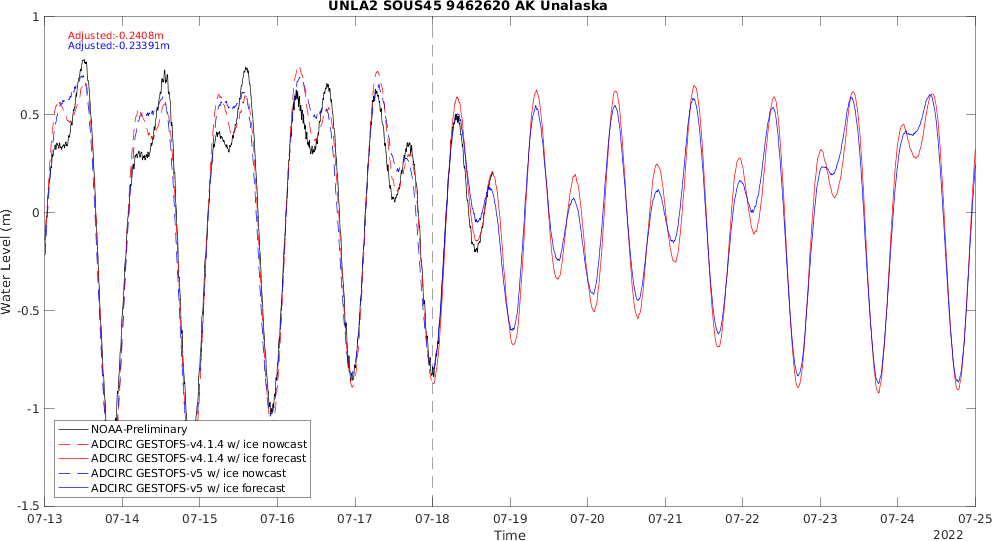 UNLA2 SOUS45 9462620 AK Unalaska
Adjusted:-0.2408m
Adjusted:-0.23391m
1
0.5
0
-0.5
-1
-1.5
Water Level (m)
NOAA-Preliminary
ADCIRC GESTOFS-v4.1.4 w/ ice nowcast
ADCIRC GESTOFS-v4.1.4 w/ ice forecast
ADCIRC GESTOFS-v5 w/ ice nowcast
ADCIRC GESTOFS-v5 w/ ice forecast
07-13 07-14 07-15 07-16 07-17 07-18 07-19 07-20 07-21 07-22 07-23 07-24 07-25
Time
2022